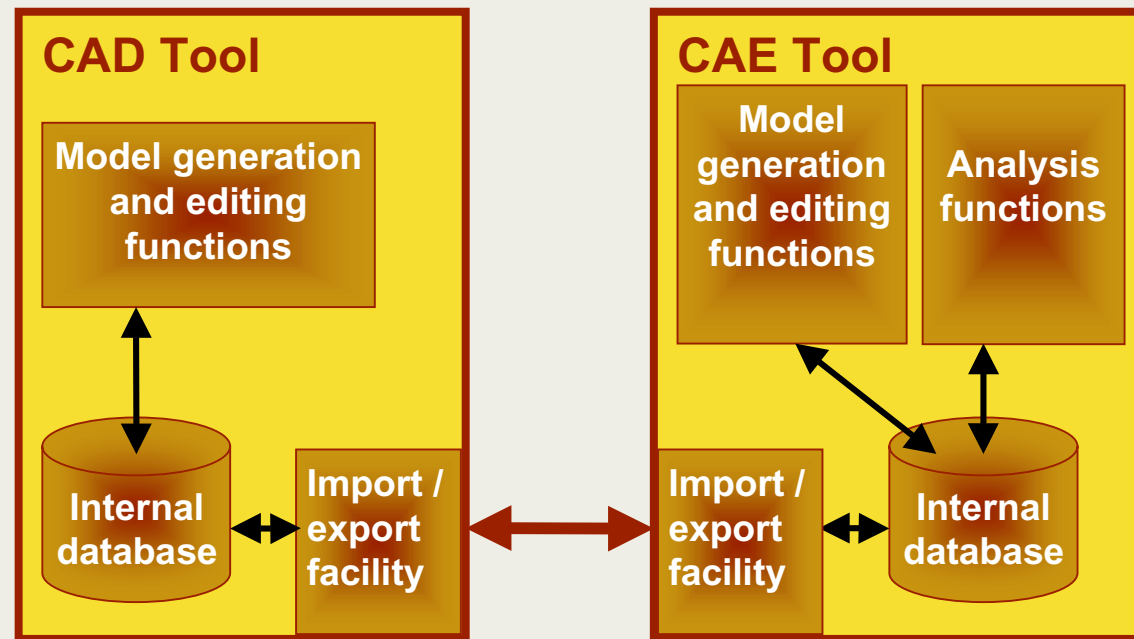 CAD Tool
Model generation
and editing
functions
Internal
database
Import /
export
facility
CAE Tool
Model
generation
and editing
functions
Analysis
functions
Import /
export
facility
Internal
database